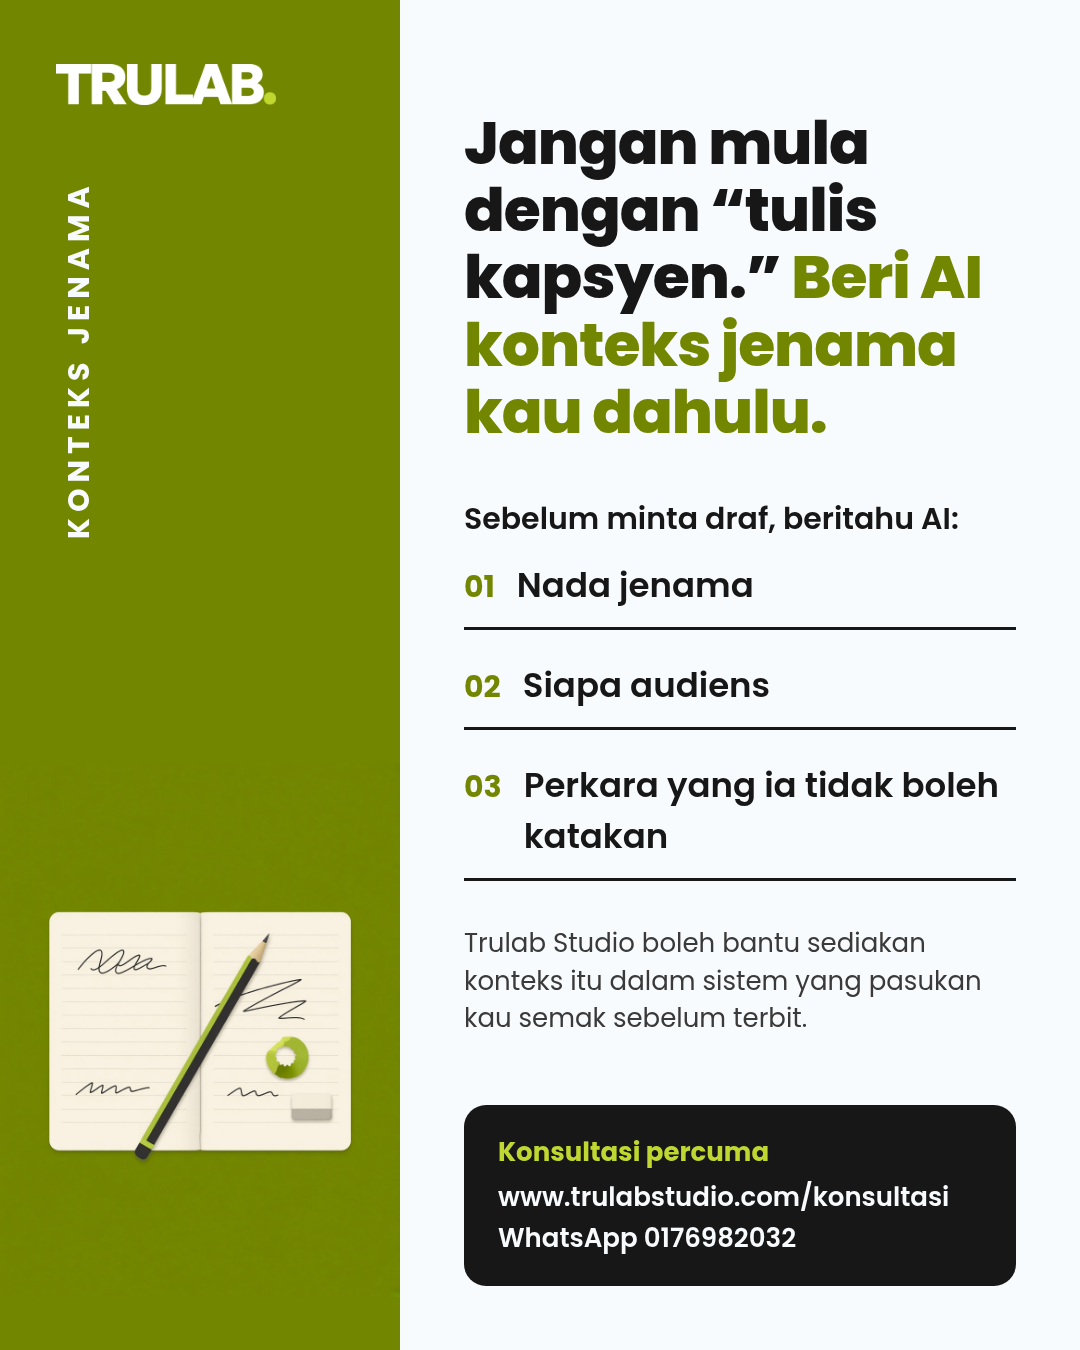 TRULAB.
KONTEKS JENAMA
Jangan mula
dengan “tulis
kapsyen.” Beri AI
konteks jenama
kau dahulu.
Sebelum minta draf, beritahu AI:
01 Nada jenama
02 Siapa audiens
03 Perkara yang ia tidak boleh
katakan
Trulab Studio boleh bantu sediakan
konteks itu dalam sistem yang pasukan
kau semak sebelum terbit.
Konsultasi percuma
www.trulabstudio.com/konsultasi
WhatsApp 0176982032